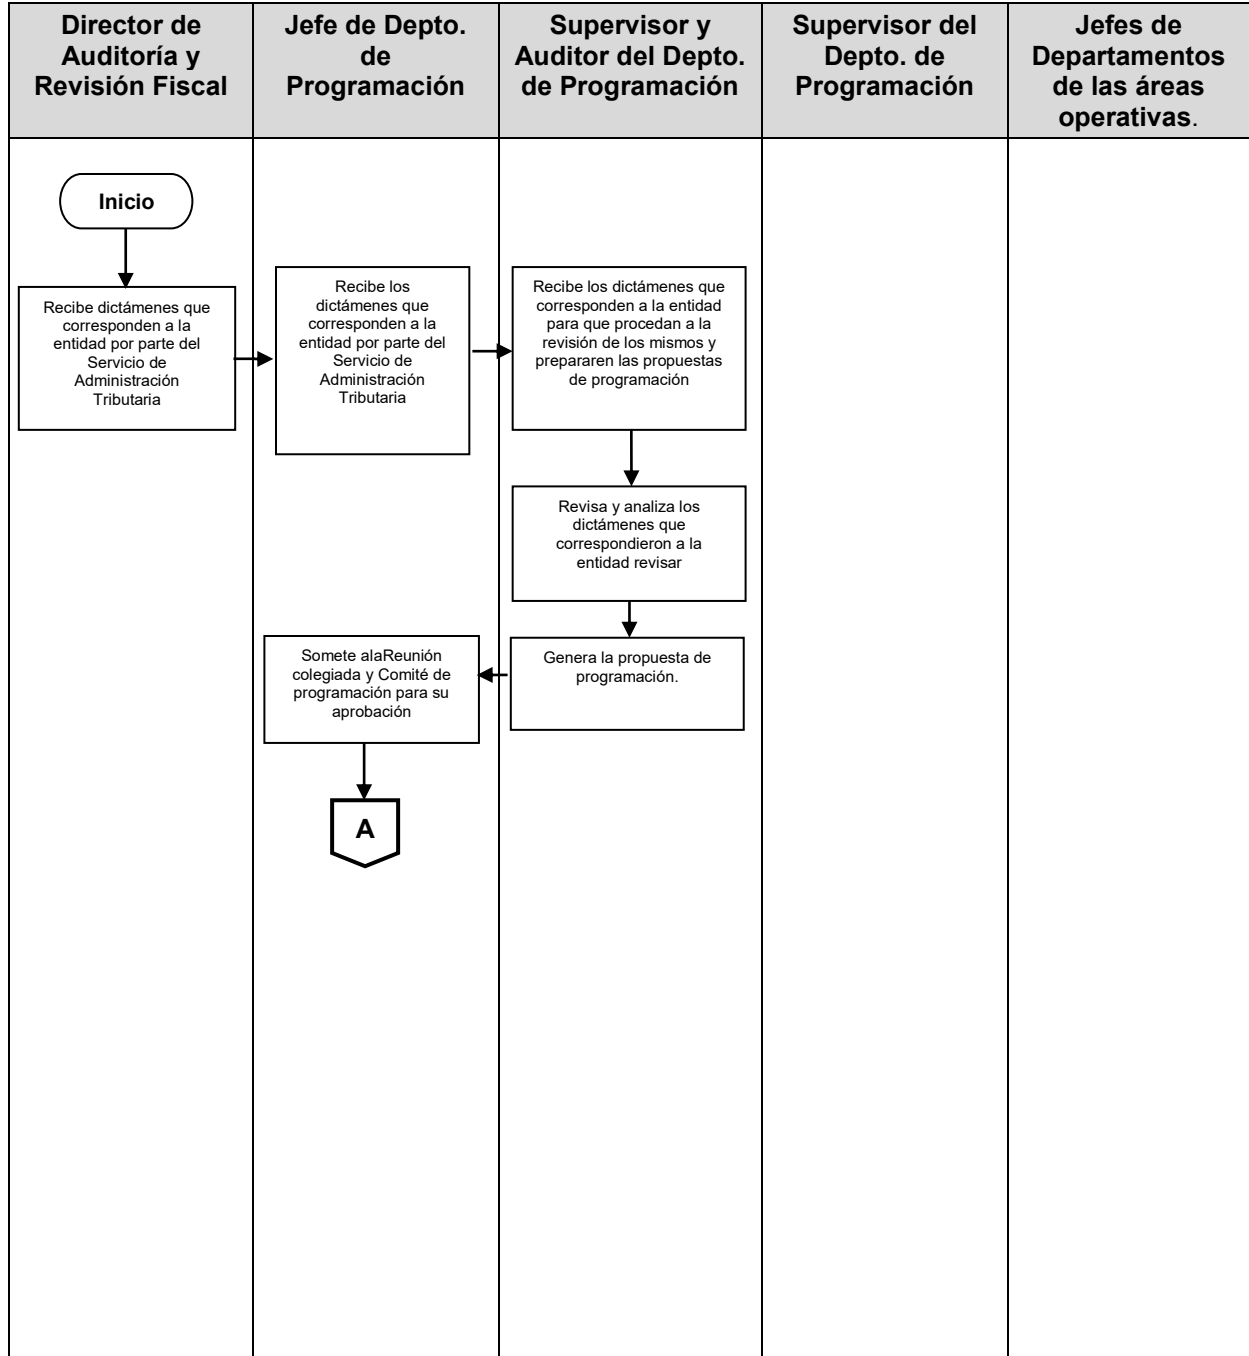 Director de
Auditoría y
Revisión Fiscal
Jefe de Depto.
de
Programación
Supervisor y
Auditor del Depto.
de Programación
Supervisor del
Depto. de
Programación
Jefes de
Departamentos
de las áreas
operativas.
Inicio
Recibe dictámenes que
corresponden a la
entidad por parte del
Servicio de
Administración
Tributaria
Recibe los
dictámenes que
corresponden a la
entidad por parte del
Servicio de
Administración
Tributaria
Recibe los dictámenes que
corresponden a la entidad
para que procedan a la
revisión de los mismos y
prepararen las propuestas
de programación
Revisa y analiza los
dictámenes que
correspondieron a la
entidad revisar
Genera la propuesta de
programación.
Somete alaReunión
colegiada y Comité de
programación para su
aprobación
A